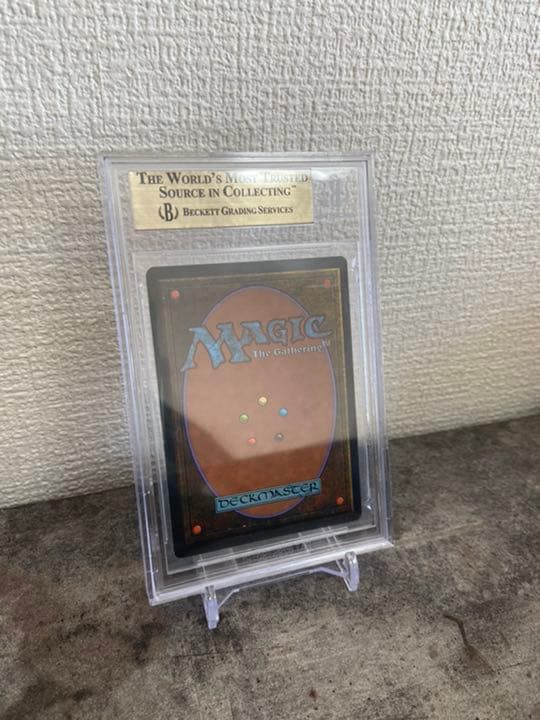 THE WORLD'S MOST TRUSTED
SOURCE IN COLLECTING™
(B) BECKETT GRADING SERVICES
MAGIC
The Gathering®
DECKMASTER